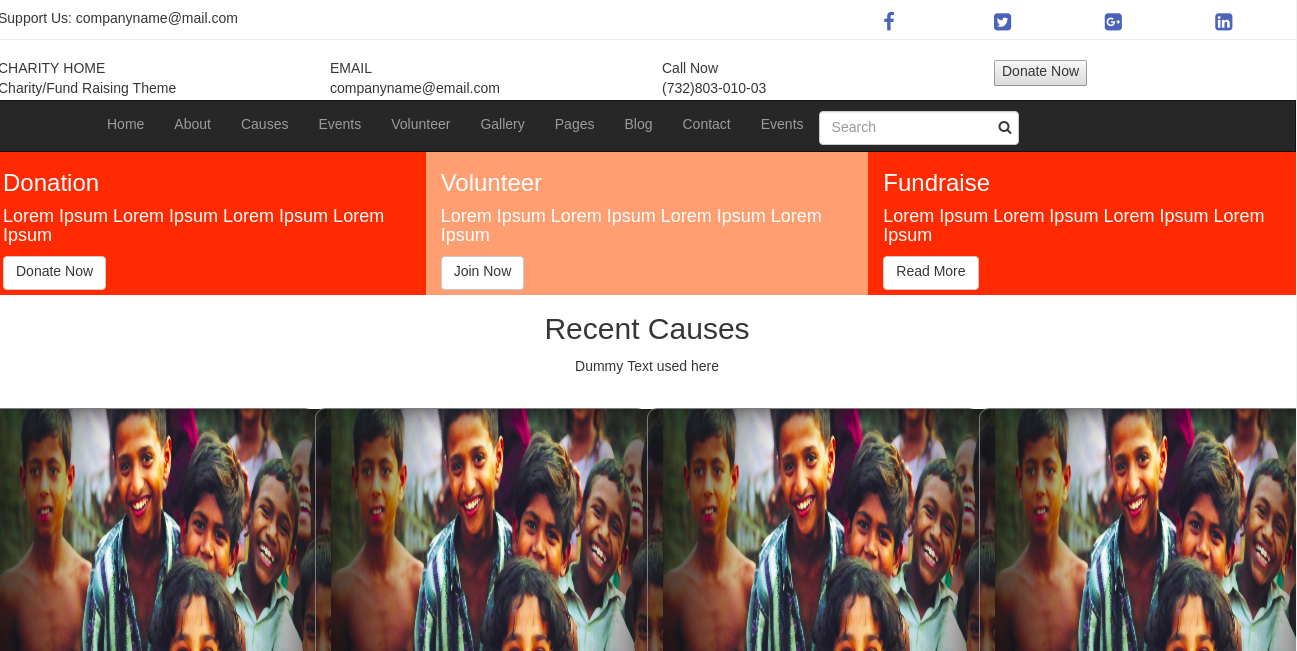 Support Us: companyname@mail.com
CHARITY HOME
Charity/Fund Raising Theme
EMAIL
companyname@email.com
Call Now
(732)803-010-03
Donate Now
Home About Causes Events Volunteer Gallery Pages Blog Contact Events Search
Donation
Lorem Ipsum Lorem Ipsum Lorem Ipsum Lorem
Ipsum
Donate Now
Volunteer
Lorem Ipsum Lorem Ipsum Lorem Ipsum Lorem
Ipsum
Join Now
Fundraise
Lorem Ipsum Lorem Ipsum Lorem Ipsum Lorem
Ipsum
Read More
Recent Causes
Dummy Text used here